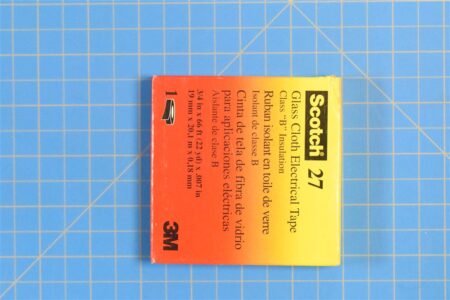 Scotch 27
Glass Cloth Electrical Tape
Class "B" Insulation
Ruban isolant en toile de verre
Isolant de classe B
Cinta de tela de fibra de vidrio
para aplicaciones eléctricas
Aislante de clase B
3/4 in x 66 ft (22 yd) x .007 in
19 mm x 20,1 m x 0,18 mm
1
3M